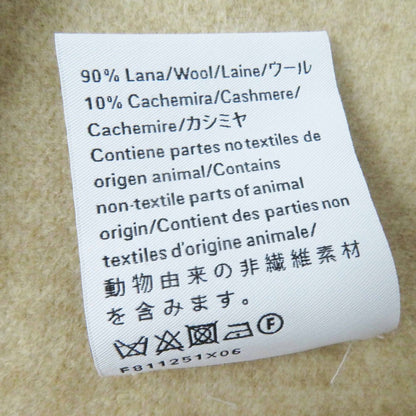 90% Lana/Wool/Laine/ウール
10% Cachemira/Cashmere/
Cachemire/カシミヤ
Contiene partes no textiles de
origen animal/Contains
non-textile parts of animal
origin/Contient des parties non
textiles d'origine animale/
動物由来の非繊維素材
を含みます。
F
F811251X06